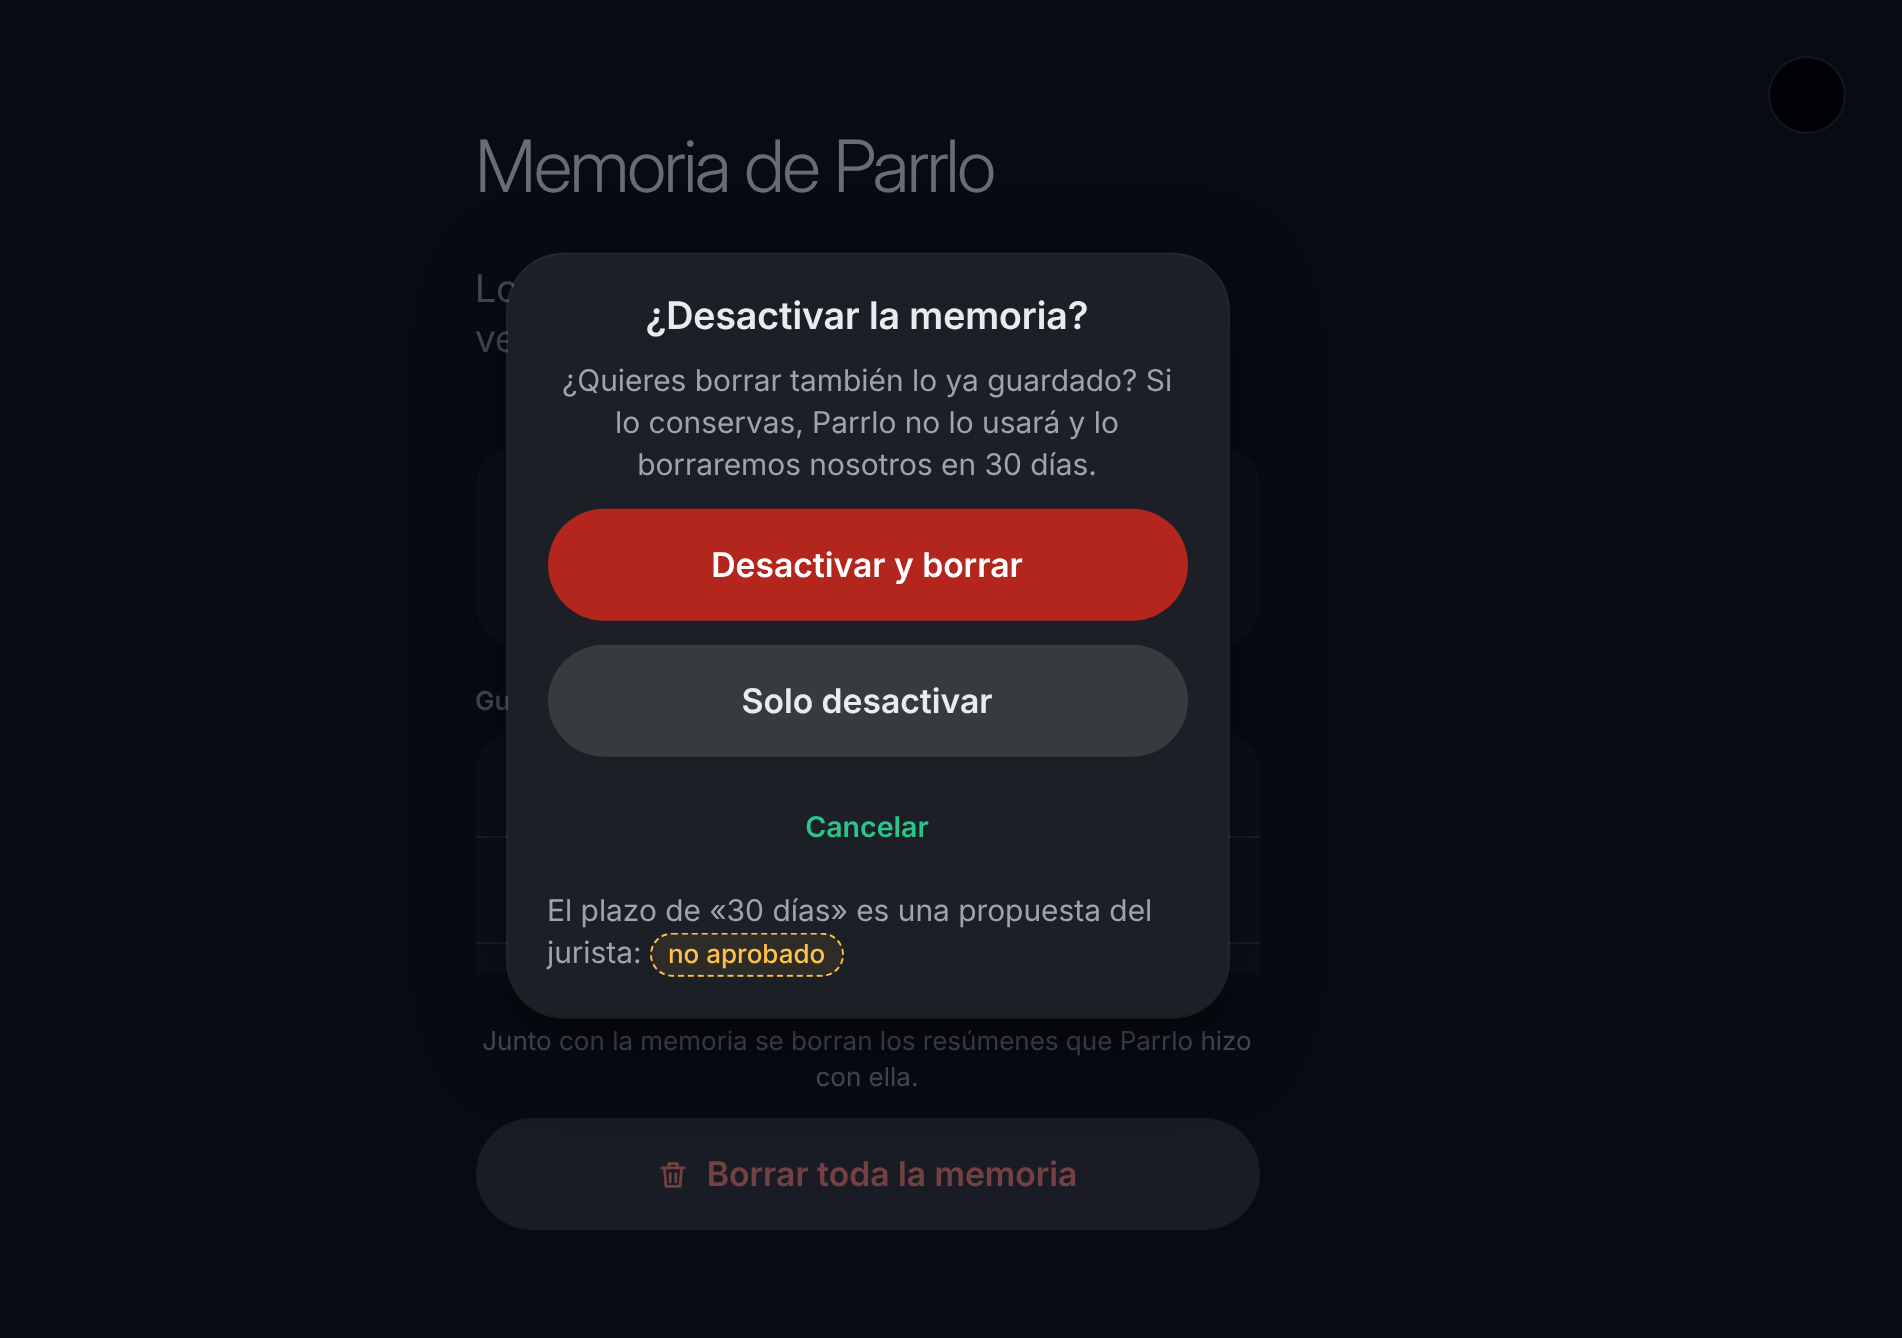 Memoria de Parrlo
¿Desactivar la memoria?
¿Quieres borrar también lo ya guardado? Si
lo conservas, Parrlo no lo usará y lo
borraremos nosotros en 30 días.
Desactivar y borrar
Solo desactivar
Cancelar
El plazo de «30 días» es una propuesta del
jurista: no aprobado
Junto con la memoria se borran los resúmenes que Parrlo hizo
con ella.
Borrar toda la memoria